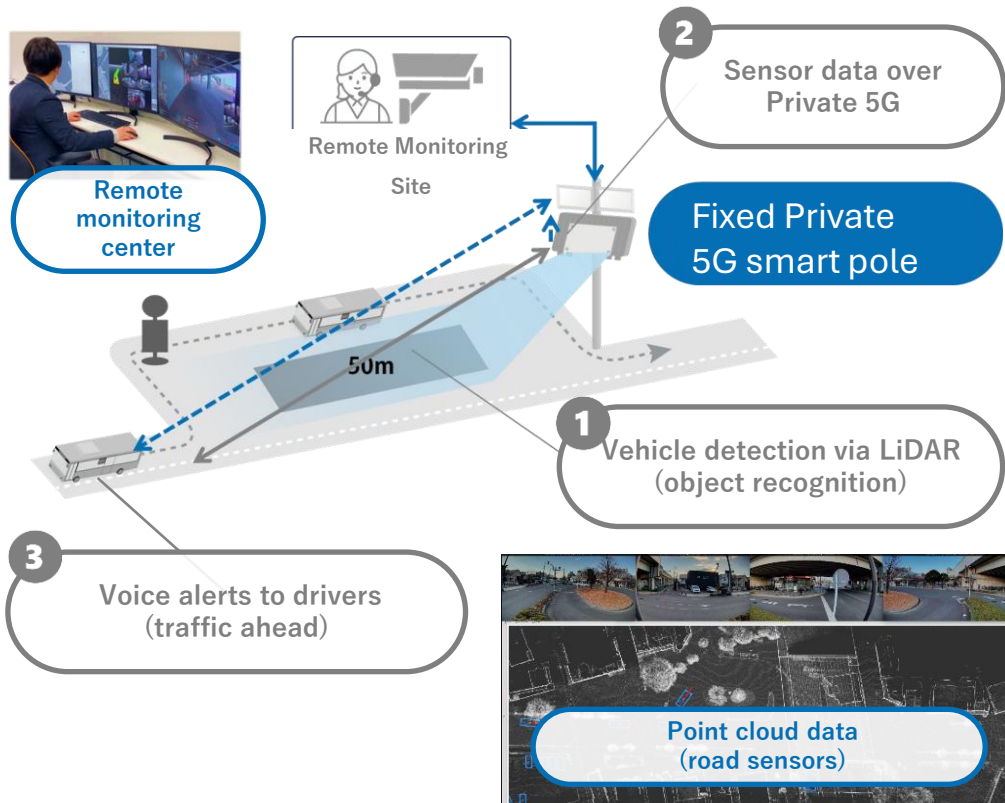 2
Sensor data over
Private 5G
Remote Monitoring
Site
Remote
monitoring
center
Fixed Private
5G smart pole
50m
1
Vehicle detection via LiDAR
(object recognition)
3
Voice alerts to drivers
(traffic ahead)
Point cloud data
(road sensors)